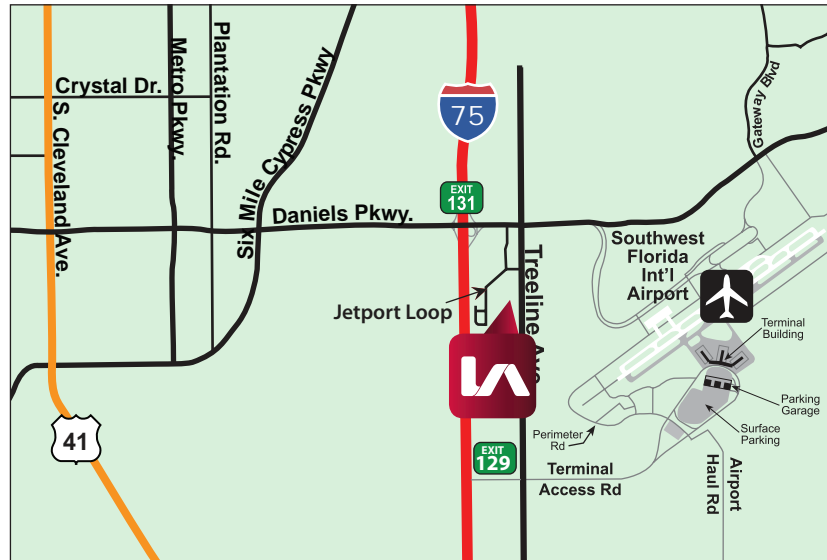 Crystal Dr.
S. Cleveland Ave.
Metro Pkwy.
Plantation Rd.
Six Mile Cypress Pkwy
75
EXIT
131
Daniels Pkwy.
Gateway Blvd
Southwest
Florida
Int'l
Airport
Treeline Ave.
Jetport Loop
LA
Terminal
Building
Parking
Garage
Surface
Parking
Perimeter
Rd
41
EXIT
129
Terminal
Access Rd
Airport
Haul Rd